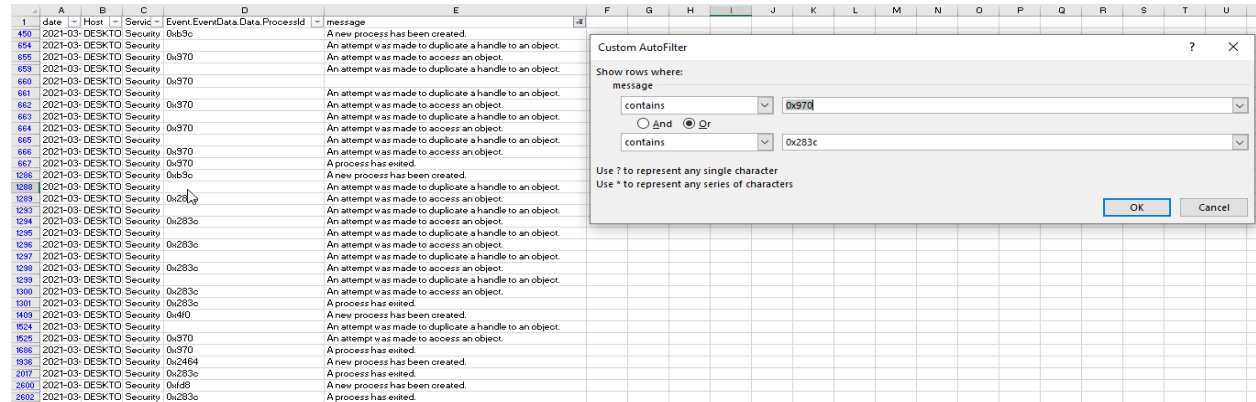 A B C D E F G H I J K L M N O P Q R S T U
1 date Host Servic Event.EventData.Data.ProcessId message
450 2021-03- DESKTO Security 0xb9c A new process has been created.
654 2021-03- DESKTO Security An attempt was made to duplicate a handle to an object.
655 2021-03- DESKTO Security 0x970 An attempt was made to access an object.
659 2021-03- DESKTO Security An attempt was made to duplicate a handle to an object.
660 2021-03- DESKTO Security 0x970
661 2021-03- DESKTO Security An attempt was made to duplicate a handle to an object.
662 2021-03- DESKTO Security 0x970 An attempt was made to access an object.
663 2021-03- DESKTO Security An attempt was made to duplicate a handle to an object.
664 2021-03- DESKTO Security 0x970 An attempt was made to access an object.
665 2021-03- DESKTO Security An attempt was made to duplicate a handle to an object.
666 2021-03- DESKTO Security 0x970 An attempt was made to access an object.
667 2021-03- DESKTO Security 0x970 A process has exited.
1286 2021-03- DESKTO Security 0xb9c A new process has been created.
1288 2021-03- DESKTO Security An attempt was made to duplicate a handle to an object.
1289 2021-03- DESKTO Security An attempt was made to access an object.
1293 2021-03- DESKTO Security An attempt was made to duplicate a handle to an object.
1294 2021-03- DESKTO Security 0x283c An attempt was made to access an object.
1295 2021-03- DESKTO Security An attempt was made to duplicate a handle to an object.
1296 2021-03- DESKTO Security 0x283c An attempt was made to access an object.
1297 2021-03- DESKTO Security An attempt was made to duplicate a handle to an object.
1298 2021-03- DESKTO Security 0x283c An attempt was made to access an object.
1299 2021-03- DESKTO Security An attempt was made to duplicate a handle to an object.
1300 2021-03- DESKTO Security 0x283c An attempt was made to access an object.
1301 2021-03- DESKTO Security 0x283c A process has exited.
1409 2021-03- DESKTO Security 0x4f0 A new process has been created.
1524 2021-03- DESKTO Security An attempt was made to duplicate a handle to an object.
1525 2021-03- DESKTO Security 0x970 An attempt was made to access an object.
1686 2021-03- DESKTO Security 0x970 A process has exited.
1936 2021-03- DESKTO Security 0x2464 A new process has been created.
2017 2021-03- DESKTO Security 0x283c A process has exited.
2600 2021-03- DESKTO Security 0xfd8 A new process has been created.
2602 2021-03- DESKTO Security 0x283c A process has exited.
Custom AutoFilter ?
Show rows where:
message
contains 0x970
And Or
contains 0x283c
Use ? to represent any single character
Use * to represent any series of characters
OK Cancel